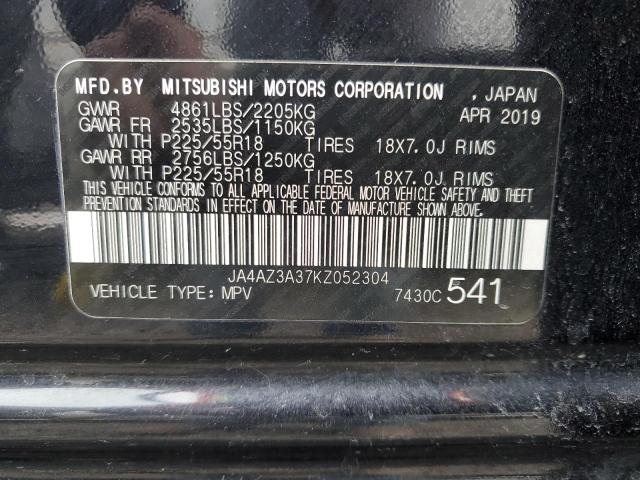 MFD.BY MITSUBISHI MOTORS CORPORATION , JAPAN
GVWR 4861LBS/2205KG APR 2019
GAWR FR 2535LBS/1150KG
WITH P225/55R18 TIRES 18X7.0J RIMS
GAWR RR 2756LBS/1250KG
WITH P225/55R18 TIRES 18X7.0J RIMS
THIS VEHICLE CONFORMS TO ALL APPLICABLE FEDERAL MOTOR VEHICLE SAFETY AND THEFT
PREVENTION STANDARDS IN EFFECT ON THE DATE OF MANUFACTURE SHOWN ABOVE.
JA4AZ3A37KZ052304
VEHICLE TYPE: MPV 7430C 541